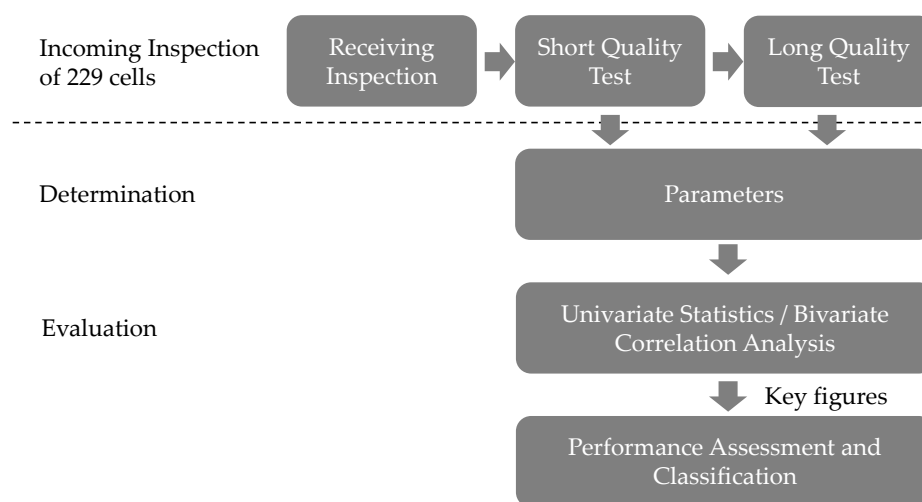 Incoming Inspection
of 229 cells
Receiving
Inspection
Short Quality
Test
Long Quality
Test
Determination
Parameters
Evaluation
Univariate Statistics / Bivariate
Correlation Analysis
Key figures
Performance Assessment and
Classification